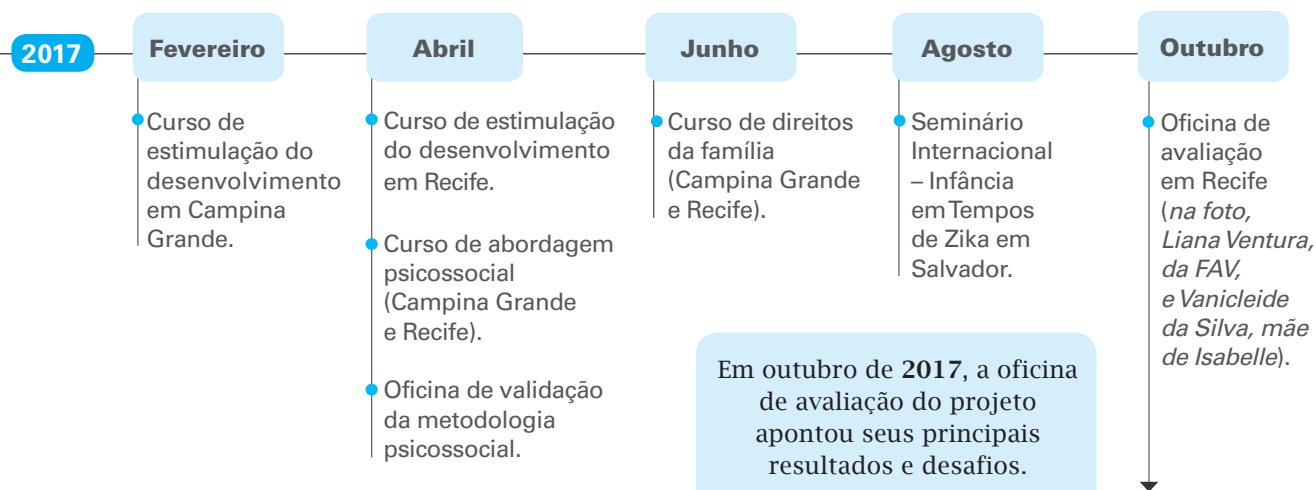 2017
Fevereiro
Curso de
estimulação do
desenvolvimento
em Campina
Grande.
Abril
Curso de estimulação
do desenvolvimento
em Recife.
Curso de abordagem
psicossocial
(Campina Grande
e Recife).
Oficina de validação
da metodologia
psicossocial.
Junho
Curso de direitos
da família
(Campina Grande
e Recife).
Agosto
Seminário
Internacional
– Infância
em Tempos
de Zika em
Salvador.
Outubro
Oficina de
avaliação
em Recife
(na foto,
Liana Ventura,
da FAV,
e Vanicleide
da Silva, mãe
de Isabelle).
Em outubro de 2017, a oficina
de avaliação do projeto
apontou seus principais
resultados e desafios.